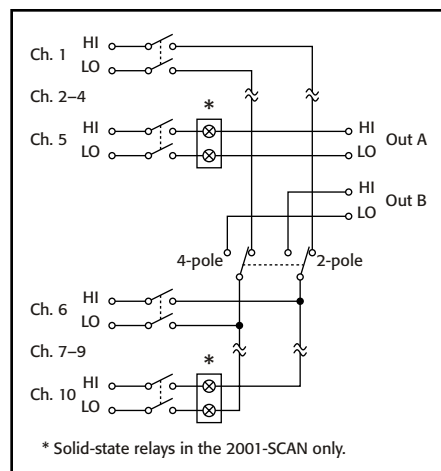 Ch. 1 HI
LO
Ch. 2–4
*
Ch. 5 HI
LO
HI Out A
LO
HI Out B
LO
4-pole 2-pole
Ch. 6 HI
LO
Ch. 7–9
*
Ch. 10 HI
LO
* Solid-state relays in the 2001-SCAN only.